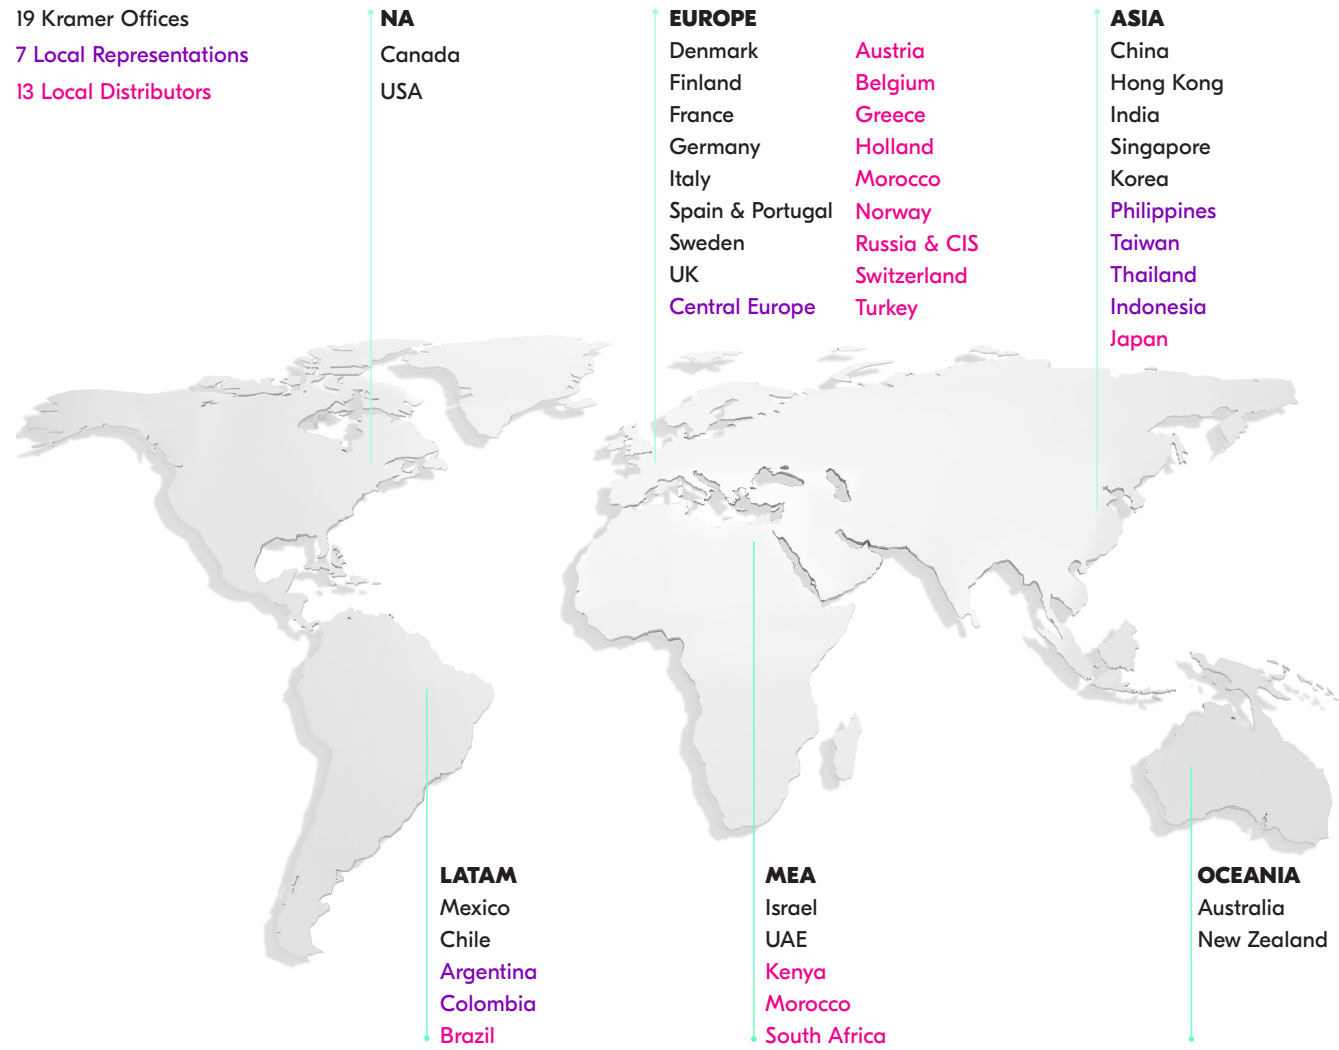 19 Kramer Offices
7 Local Representations
13 Local Distributors
NA
Canada
USA
EUROPE
Denmark
Finland
France
Germany
Italy
Spain & Portugal
Sweden
UK
Central Europe
Austria
Belgium
Greece
Holland
Morocco
Norway
Russia & CIS
Switzerland
Turkey
ASIA
China
Hong Kong
India
Singapore
Korea
Philippines
Taiwan
Thailand
Indonesia
Japan
LATAM
Mexico
Chile
Argentina
Colombia
Brazil
MEA
Israel
UAE
Kenya
Morocco
South Africa
OCEANIA
Australia
New Zealand